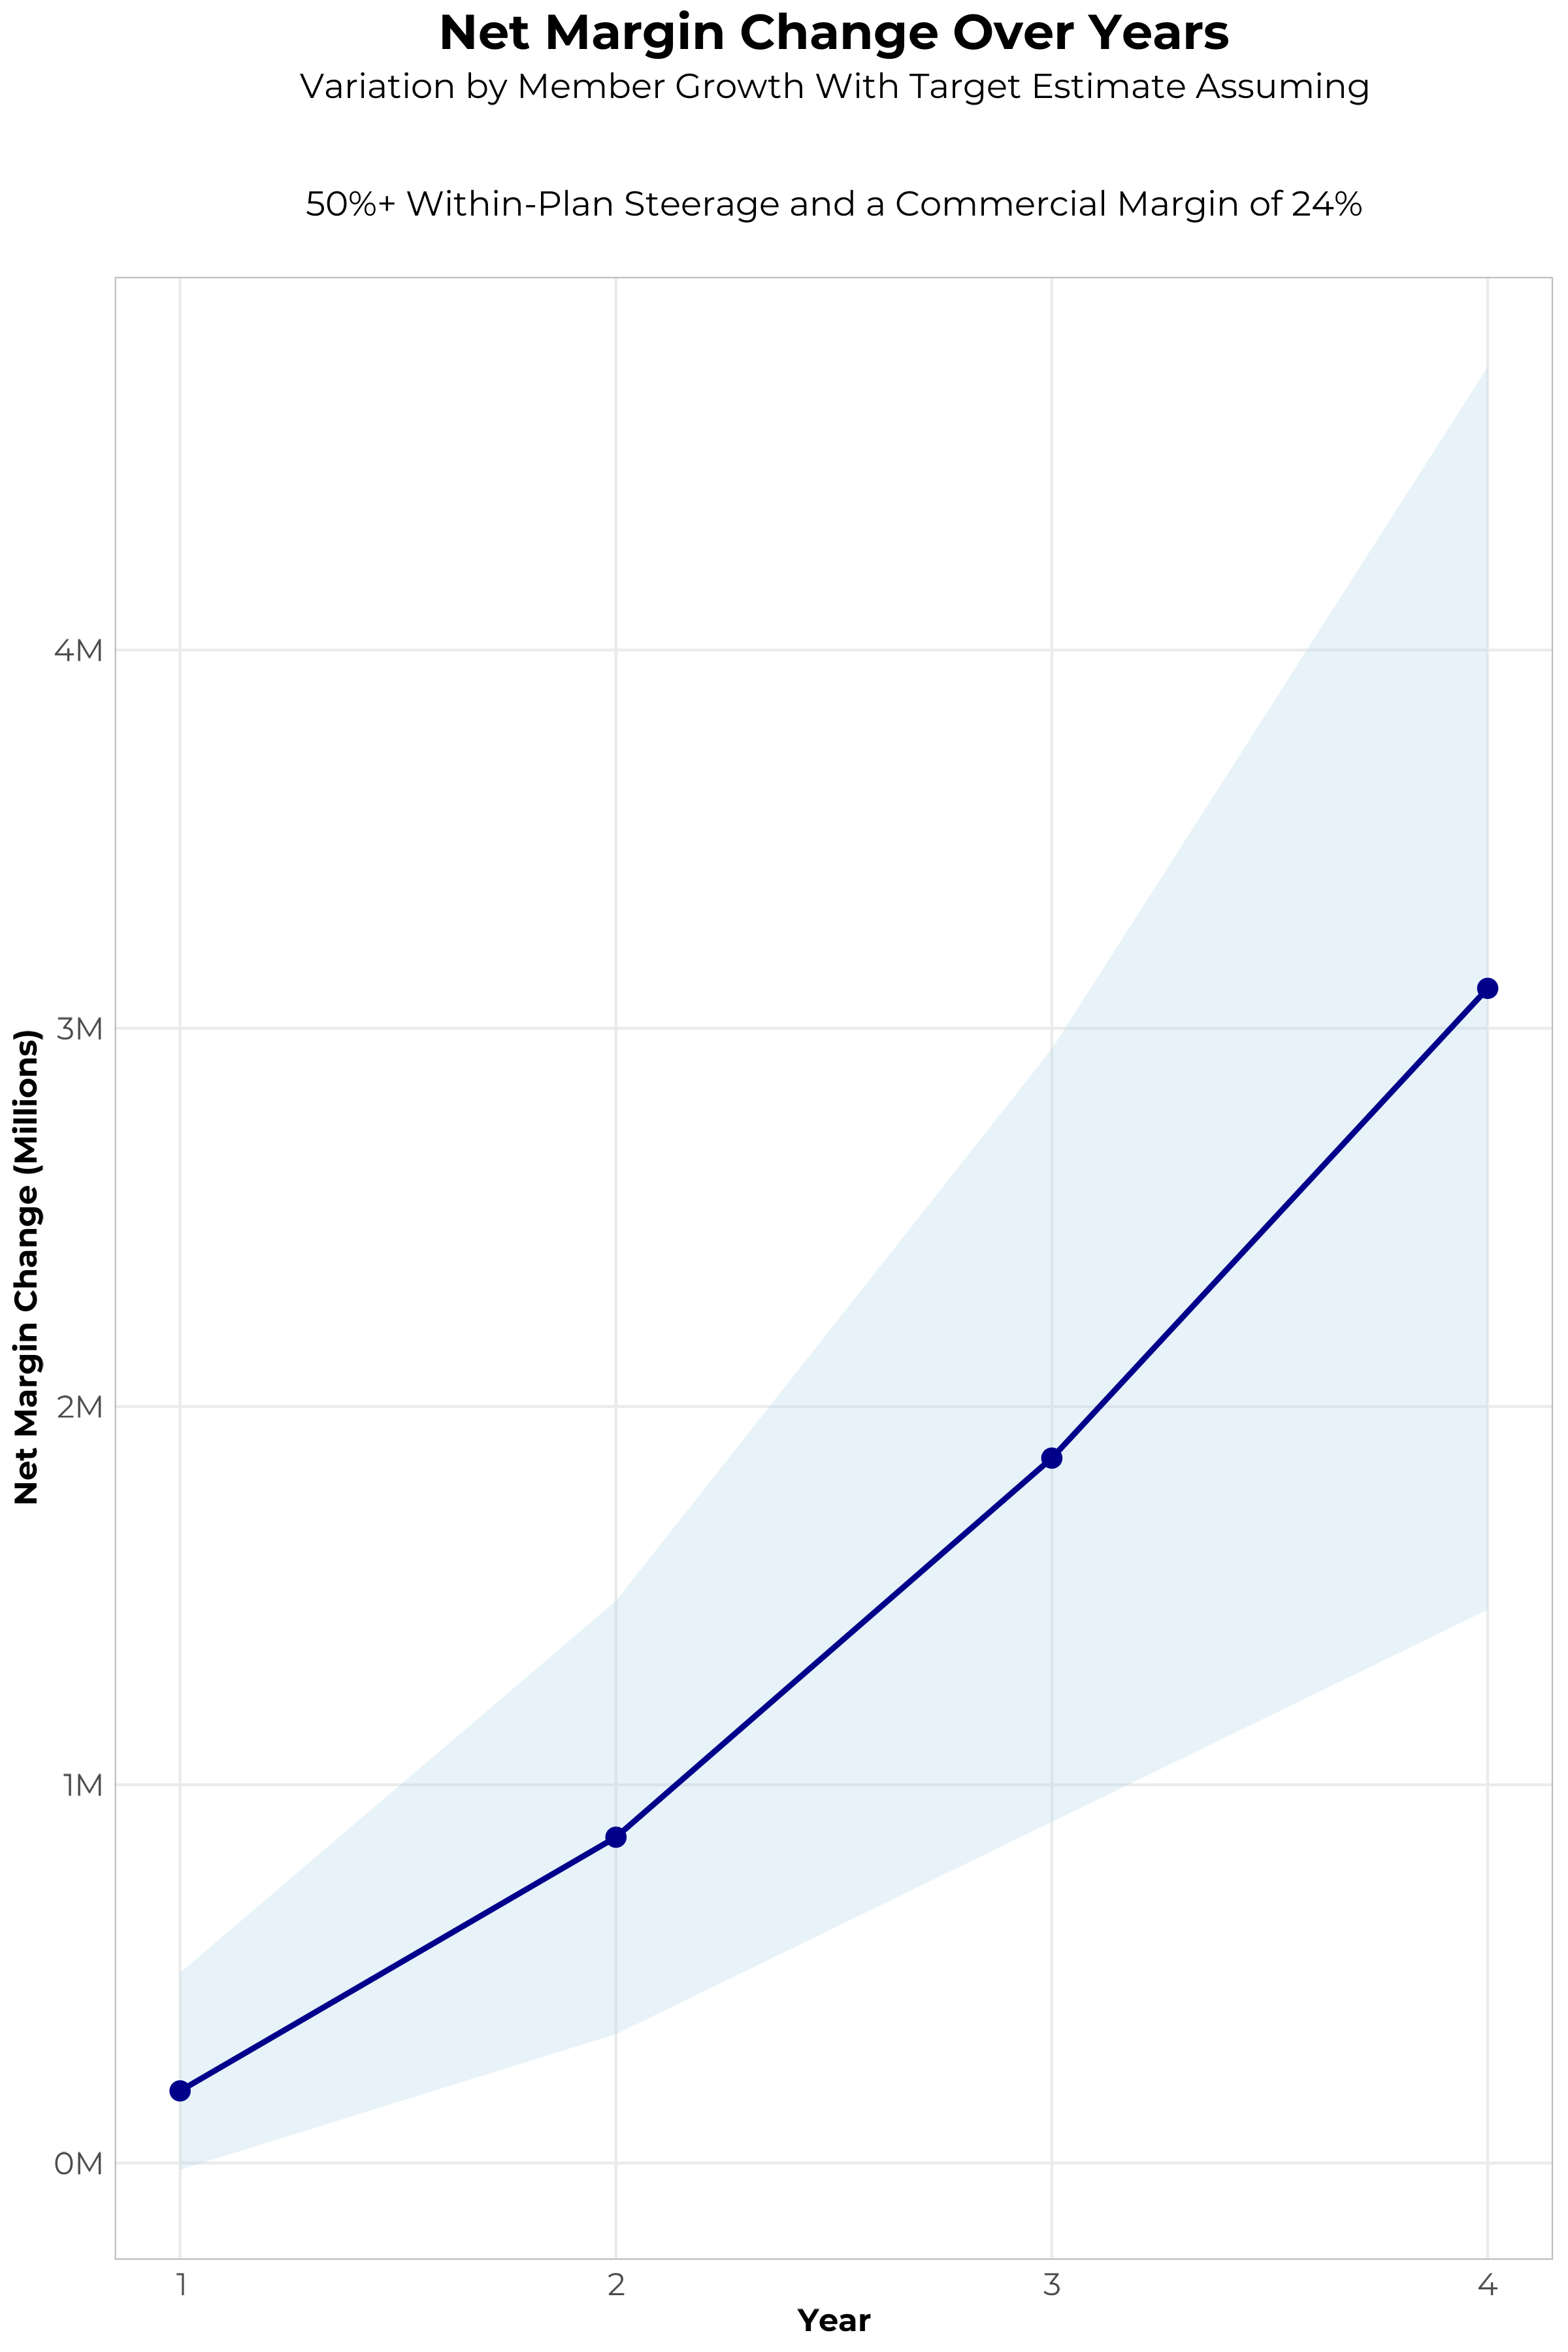 Net Margin Change Over Years
Variation by Member Growth With Target Estimate Assuming
50%+ Within-Plan Steerage and a Commercial Margin of 24%
4M
3M
2M
1M
0M
Net Margin Change (Millions)
1
2
3
4
Year